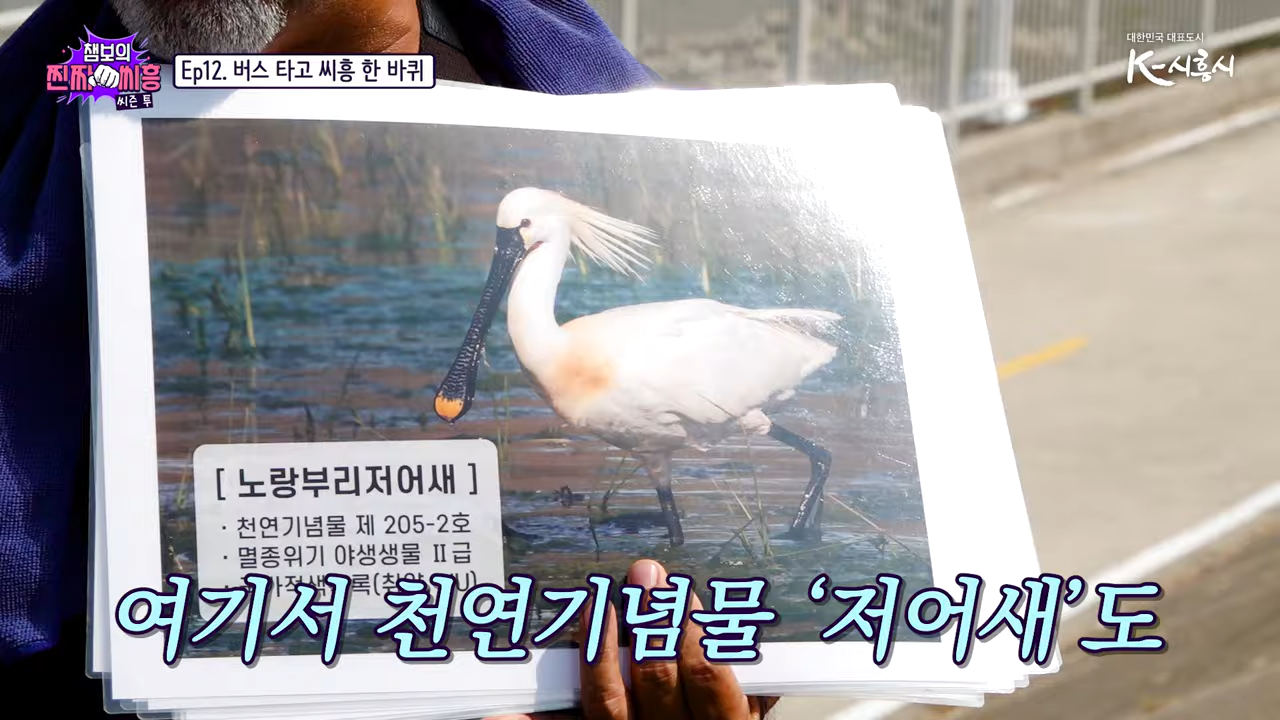 챔보의
진짜 씨흥
씨즌 투
Ep12. 버스 타고 씨흥 한 바퀴
대한민국 대표도시
K-시흥시
[ 노랑부리저어새 ]
· 천연기념물 제 205-2호
· 멸종위기 야생생물 Ⅱ급
여기서 천연기념물 ‘저어새’도